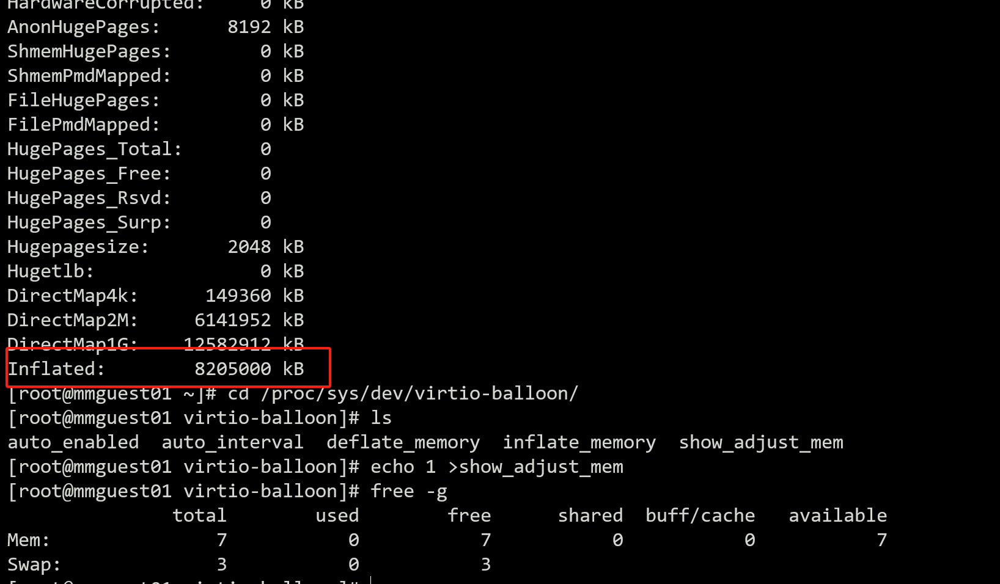 HardwareCorrupted:     0 kB
AnonHugePages:      8192 kB
ShmemHugePages:        0 kB
ShmemPmdMapped:        0 kB
FileHugePages:         0 kB
FilePmdMapped:         0 kB
HugePages_Total:       0
HugePages_Free:        0
HugePages_Rsvd:        0
HugePages_Surp:        0
Hugepagesize:       2048 kB
Hugetlb:               0 kB
DirectMap4k:      149360 kB
DirectMap2M:     6141952 kB
DirectMap1G:    12582912 kB
Inflated:        8205000 kB
[root@mmguest01 ~]# cd /proc/sys/dev/virtio-balloon/
[root@mmguest01 virtio-balloon]# ls
auto_enabled  auto_interval  deflate_memory  inflate_memory  show_adjust_mem
[root@mmguest01 virtio-balloon]# echo 1 >show_adjust_mem
[root@mmguest01 virtio-balloon]# free -g
               total        used        free      shared  buff/cache   available
Mem:               7           0           7           0           0           7
Swap:              3           0           3
[root@mmguest01 virtio-balloon]#